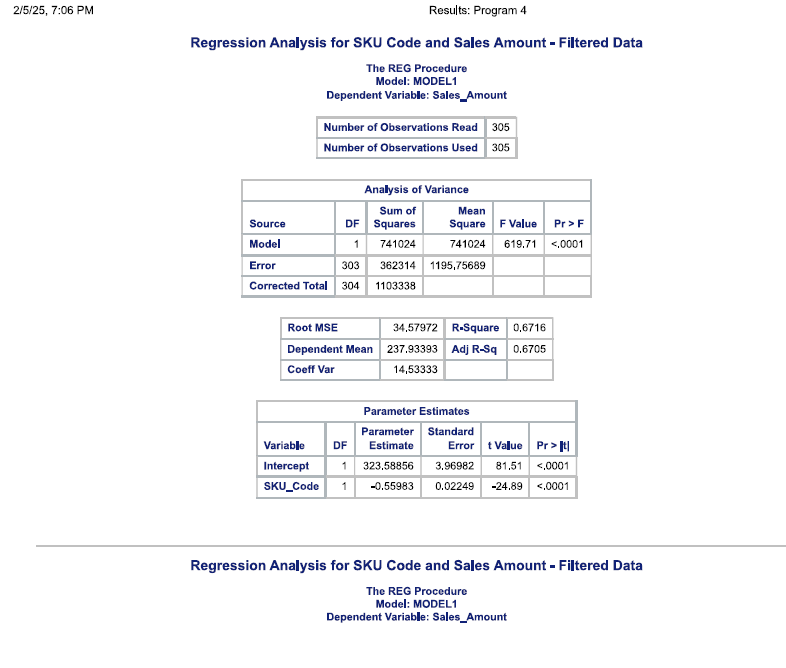 2/5/25, 7:06 PM Results: Program 4
Regression Analysis for SKU Code and Sales Amount - Filtered Data
The REG Procedure
Model: MODEL1
Dependent Variable: Sales_Amount
Number of Observations Read 305
Number of Observations Used 305
Analysis of Variance
Source DF Sum of Squares Mean Square F Value Pr > F
Model 1 741024 741024 619.71 <.0001
Error 303 362314 1195.75689
Corrected Total 304 1103338
Root MSE 34.57972 R-Square 0.6716
Dependent Mean 237.93393 Adj R-Sq 0.6705
Coeff Var 14.53333
Parameter Estimates
Variable DF Parameter Estimate Standard Error t Value Pr > |t|
Intercept 1 323.58856 3.96982 81.51 <.0001
SKU_Code 1 -0.55983 0.02249 -24.89 <.0001
Regression Analysis for SKU Code and Sales Amount - Filtered Data
The REG Procedure
Model: MODEL1
Dependent Variable: Sales_Amount